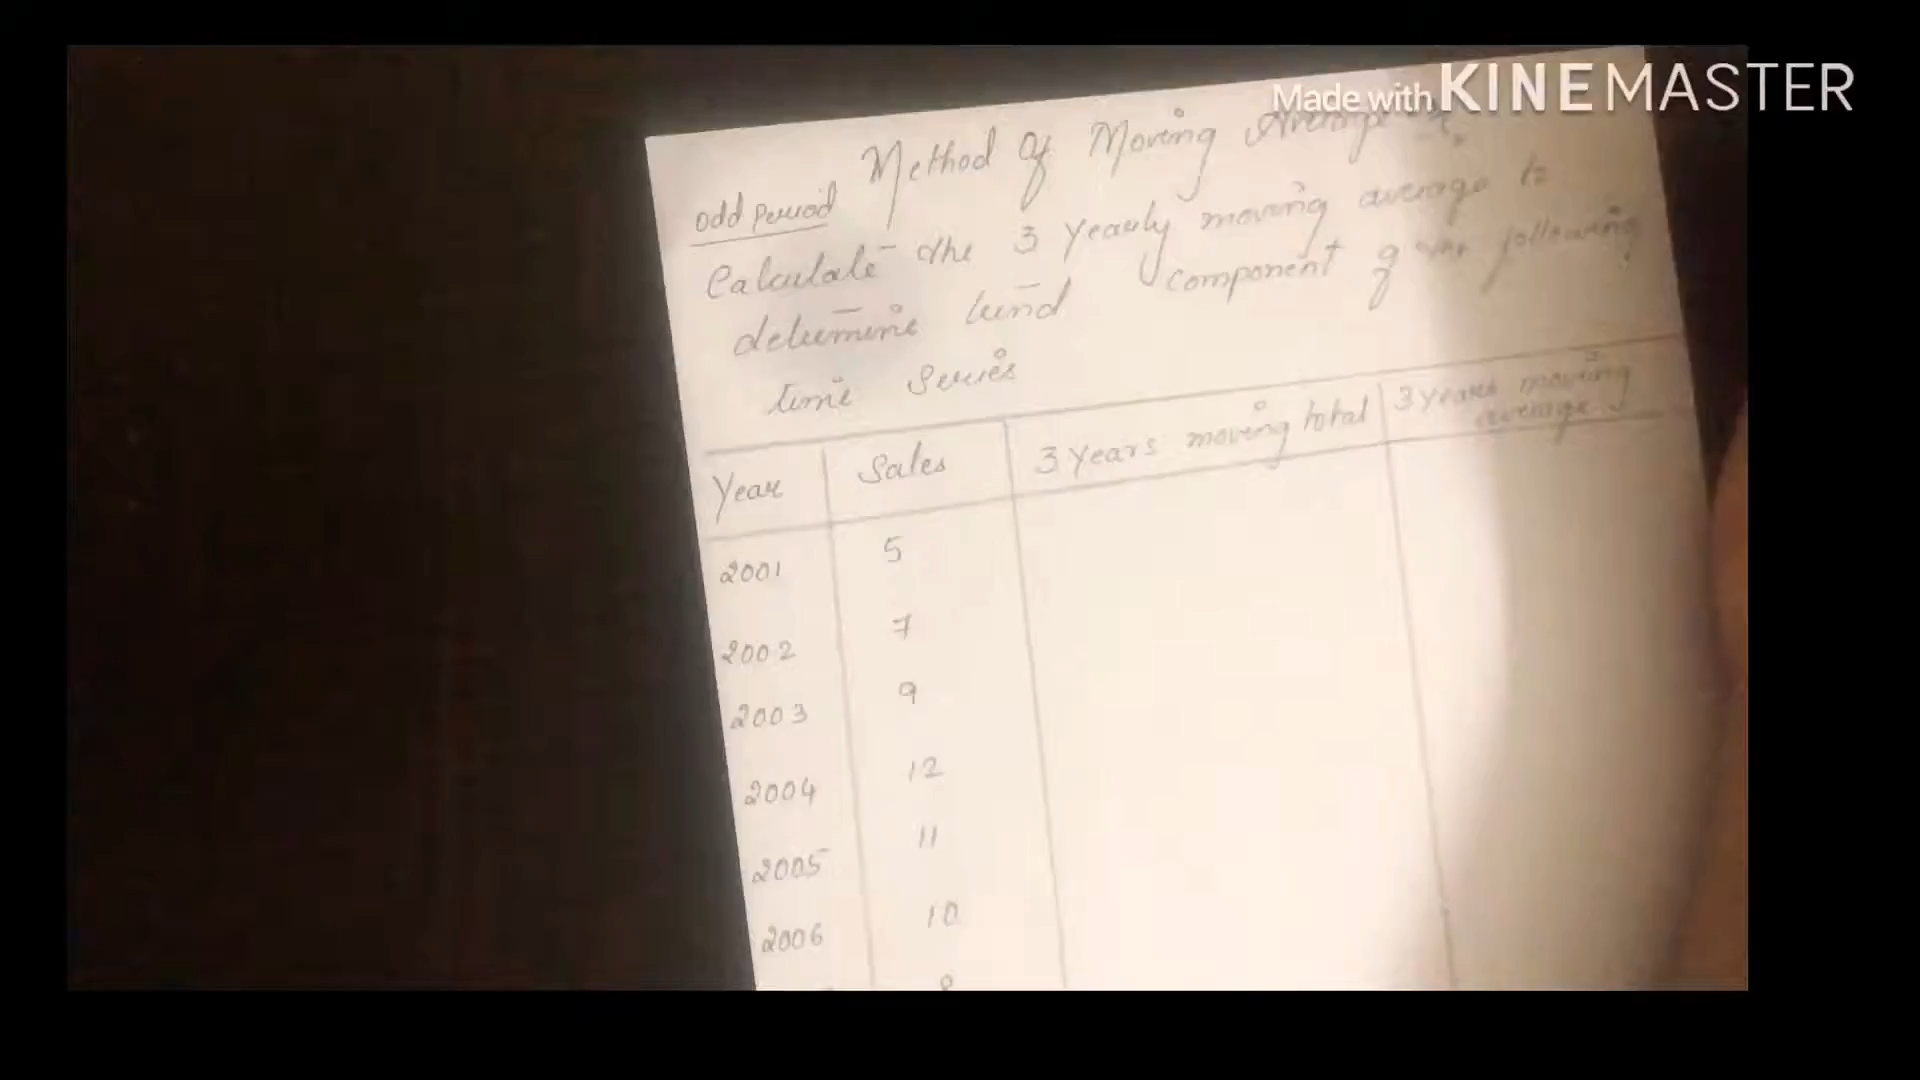 Made with KINEMASTER
Method Of Moving Average
odd period
Calculate the 3 Yearly moving average to
determine trend component of the following
time Series
Year Sales 3 Years moving total 3 Years moving average
2001 5
2002 7
2003 9
2004 12
2005 11
2006 10